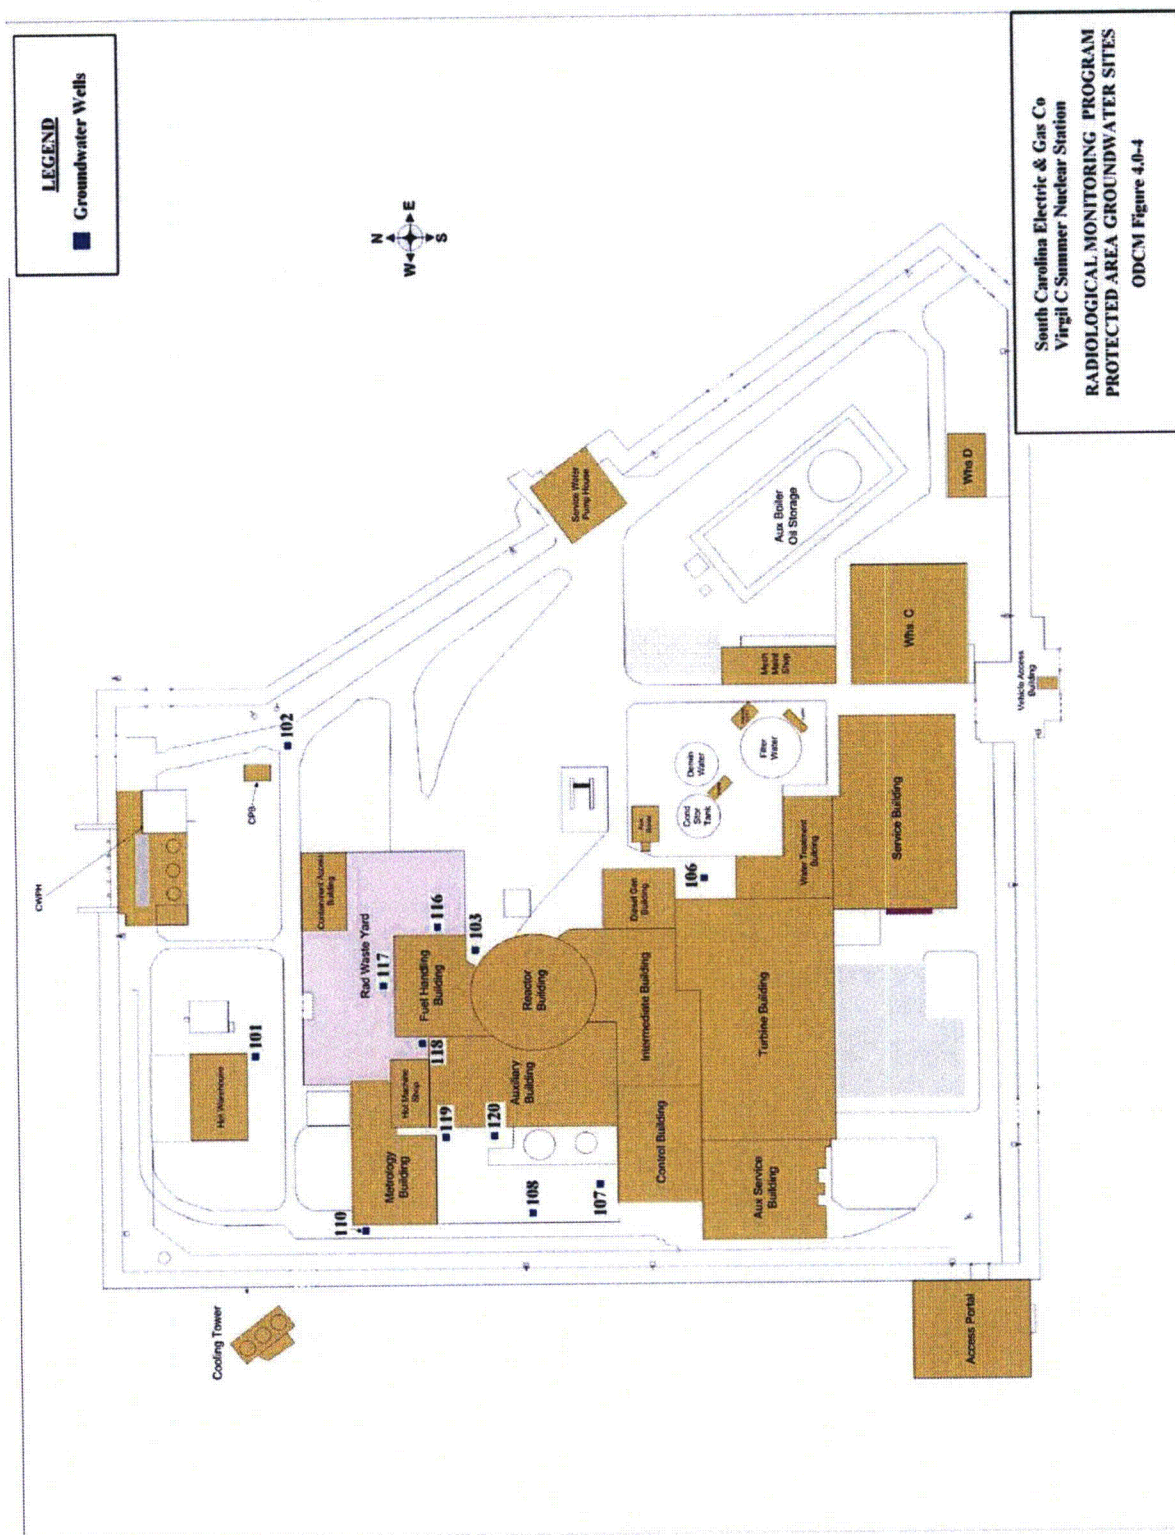 LEGEND
Groundwater Wells
N
W
E
S
CWPH
102
CPB
Containment Access
Building
Rad Waste Yard
117
116
103
Fuel Handling
Building
118
Reactor
Building
Hot Warehouse
101
Hot Machine
Shop
Auxiliary
Building
119
120
Metrology
Building
110
108
107
Cooling Tower
Service Water
Pump House
Aux Boiler
Oil Storage
Whs D
Whs. C
Mech
Maint
Shop
Vehicle Access
Building
Demin
Water
Filter
Water
Cond
Stor
Tank
106
Diesel Gen
Building
Water Treatment
Building
Service Building
Intermediate Building
Turbine Building
Control Building
Aux Service
Building
Access Portal
South Carolina Electric & Gas Co
Virgil C Summer Nuclear Station
RADIOLOGICAL MONITORING PROGRAM
PROTECTED AREA GROUNDWATER SITES
ODCM Figure 4.0-4